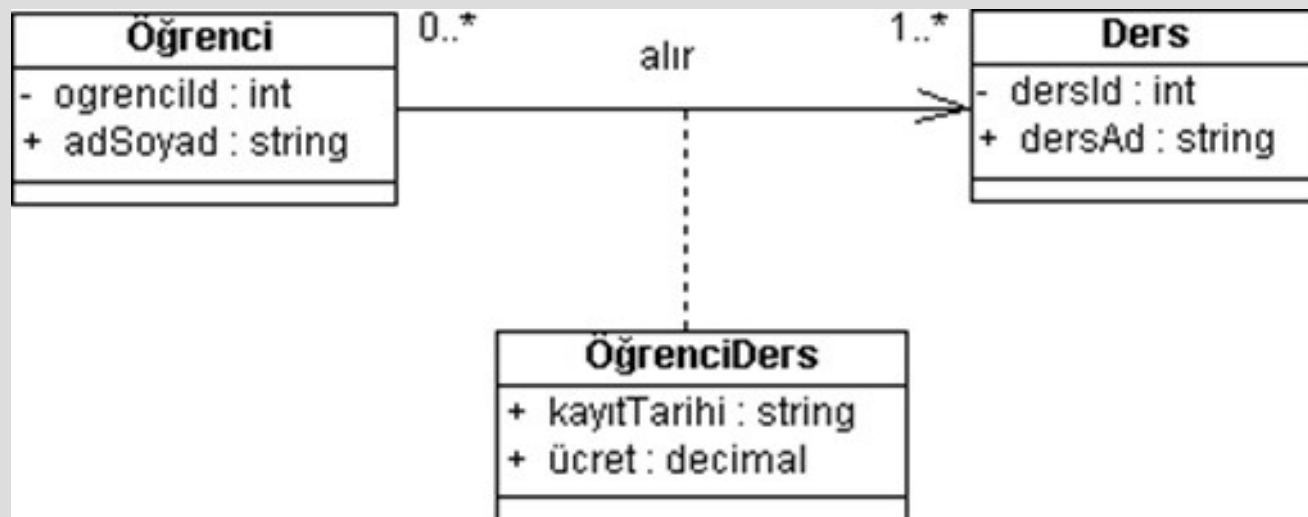 Öğrenci
- ogrenciId : int
+ adSoyad : string
0..*
alır
1..*
Ders
- dersId : int
+ dersAd : string
ÖğrenciDers
+ kayıtTarihi : string
+ ücret : decimal